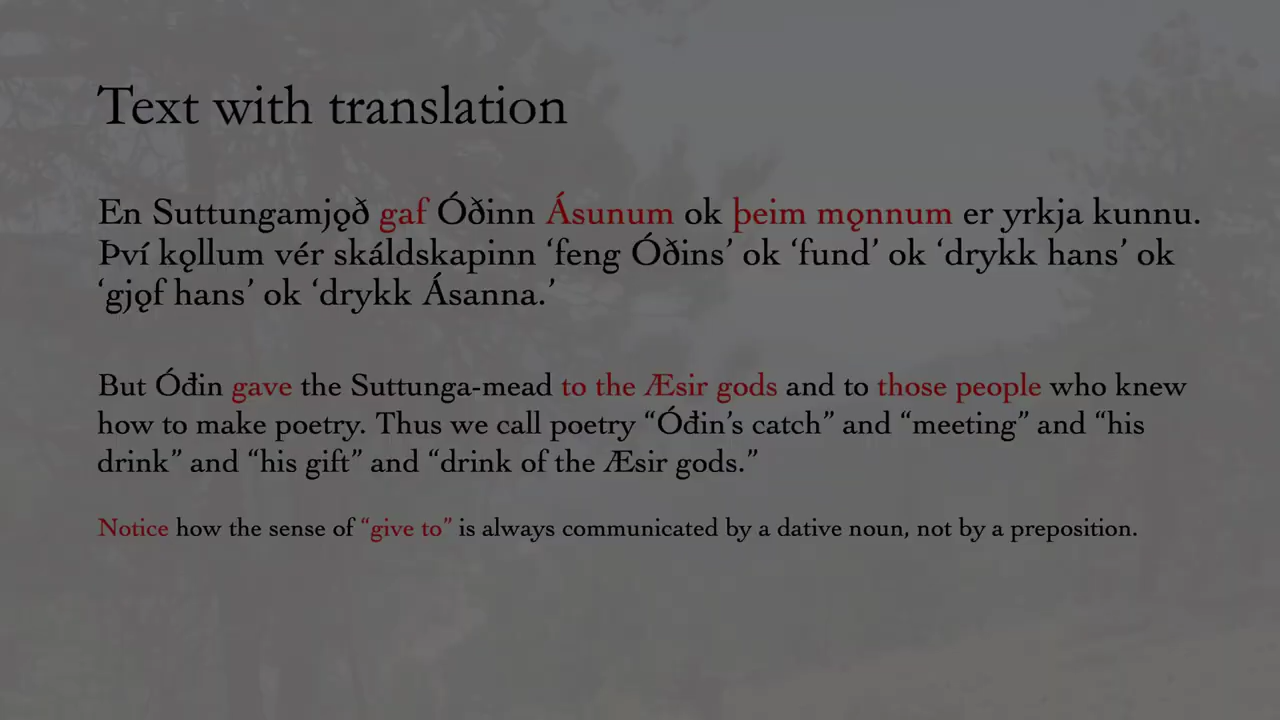 Text with translation
En Suttungamjǫð gaf Óðinn Ásunum ok þeim mǫnnum er yrkja kunnu.
Því kǫllum vér skáldskapinn ‘feng Óðins’ ok ‘fund’ ok ‘drykk hans’ ok
‘gjǫf hans’ ok ‘drykk Ásanna.’
But Óđin gave the Suttunga-mead to the Æsir gods and to those people who knew
how to make poetry. Thus we call poetry “Óđin’s catch” and “meeting” and “his
drink” and “his gift” and “drink of the Æsir gods.”
Notice how the sense of “give to” is always communicated by a dative noun, not by a preposition.